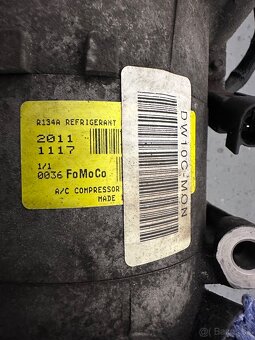 R134A REFRIGERANT
2011
1117
1/1
0036 FoMoCo
A/C COMPRESSOR
MADE
DW10C-MON